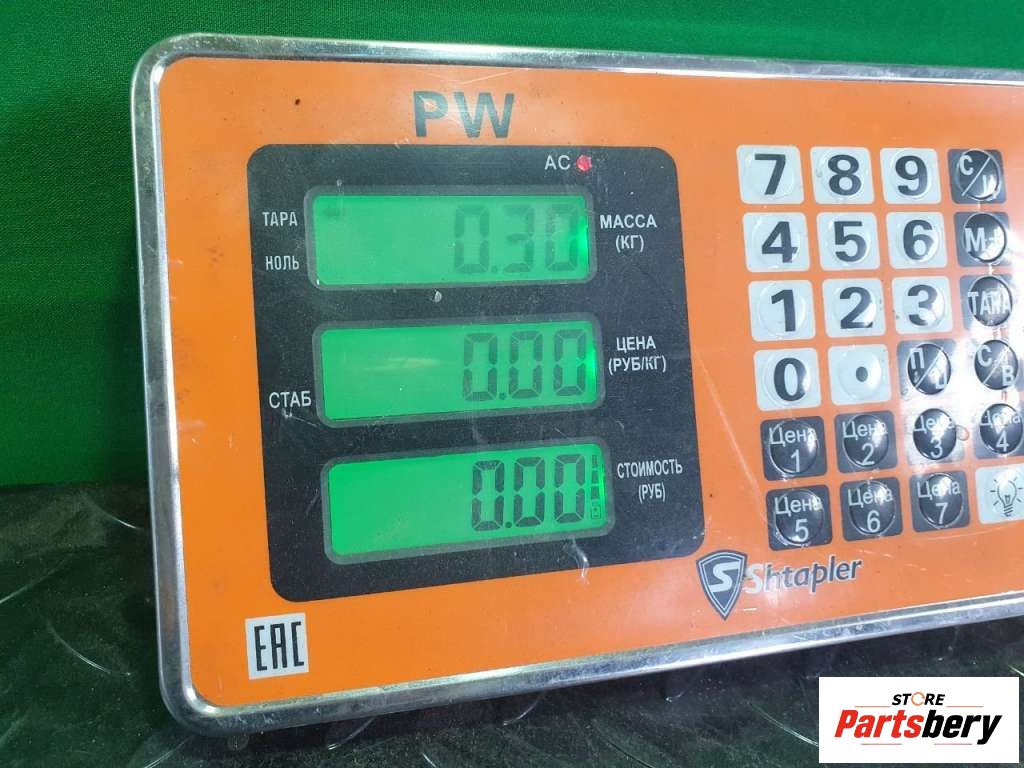 PW
AC
ТАРА
НОЛЬ
0.30
МАССА
(КГ)
0.00
ЦЕНА
(РУБ/КГ)
СТАБ
0.00
СТОИМОСТЬ
(РУБ)
7 8 9 С/
4 5 6 М+
1 2 3 ТАРА
0 . П/ С/В
Цена 1 Цена 2 Цена 3 Цена 4
Цена 5 Цена 6 Цена 7
S Shtapler
EAC
STORE
Partsbery